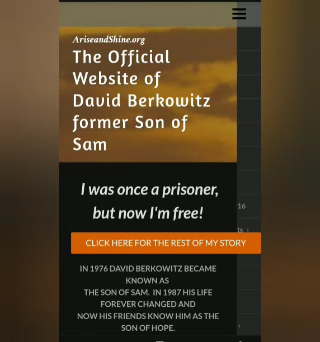 AriseandShine.org
The Official
Website of
David Berkowitz
former Son of
Sam
I was once a prisoner,
but now I'm free!
16
CLICK HERE FOR THE REST OF MY STORY
IN 1976 DAVID BERKOWITZ BECAME
KNOWN AS
THE SON OF SAM. IN 1987 HIS LIFE
FOREVER CHANGED AND
NOW HIS FRIENDS KNOW HIM AS THE
SON OF HOPE.